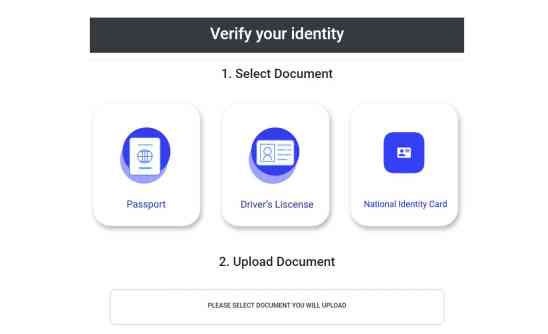 Verify your identity
1. Select Document
Passport
Driver's Liscense
National Identity Card
2. Upload Document
PLEASE SELECT DOCUMENT YOU WILL UPLOAD